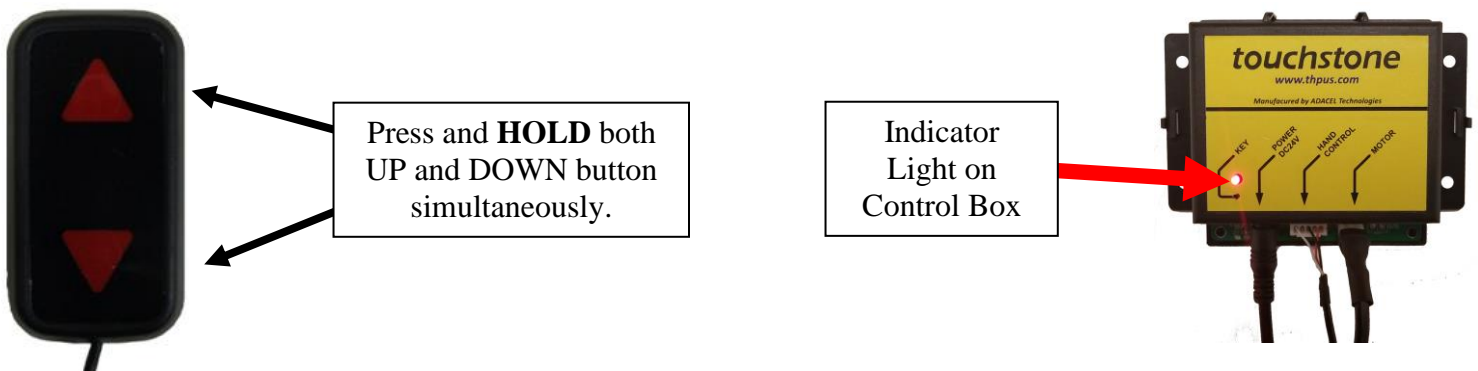 Press and HOLD both
UP and DOWN button
simultaneously.
Indicator
Light on
Control Box
touchstone
www.thpus.com
Manufacured by ADACEL Technologies
KEY
POWER
DC24V
HAND
CONTROL
MOTOR